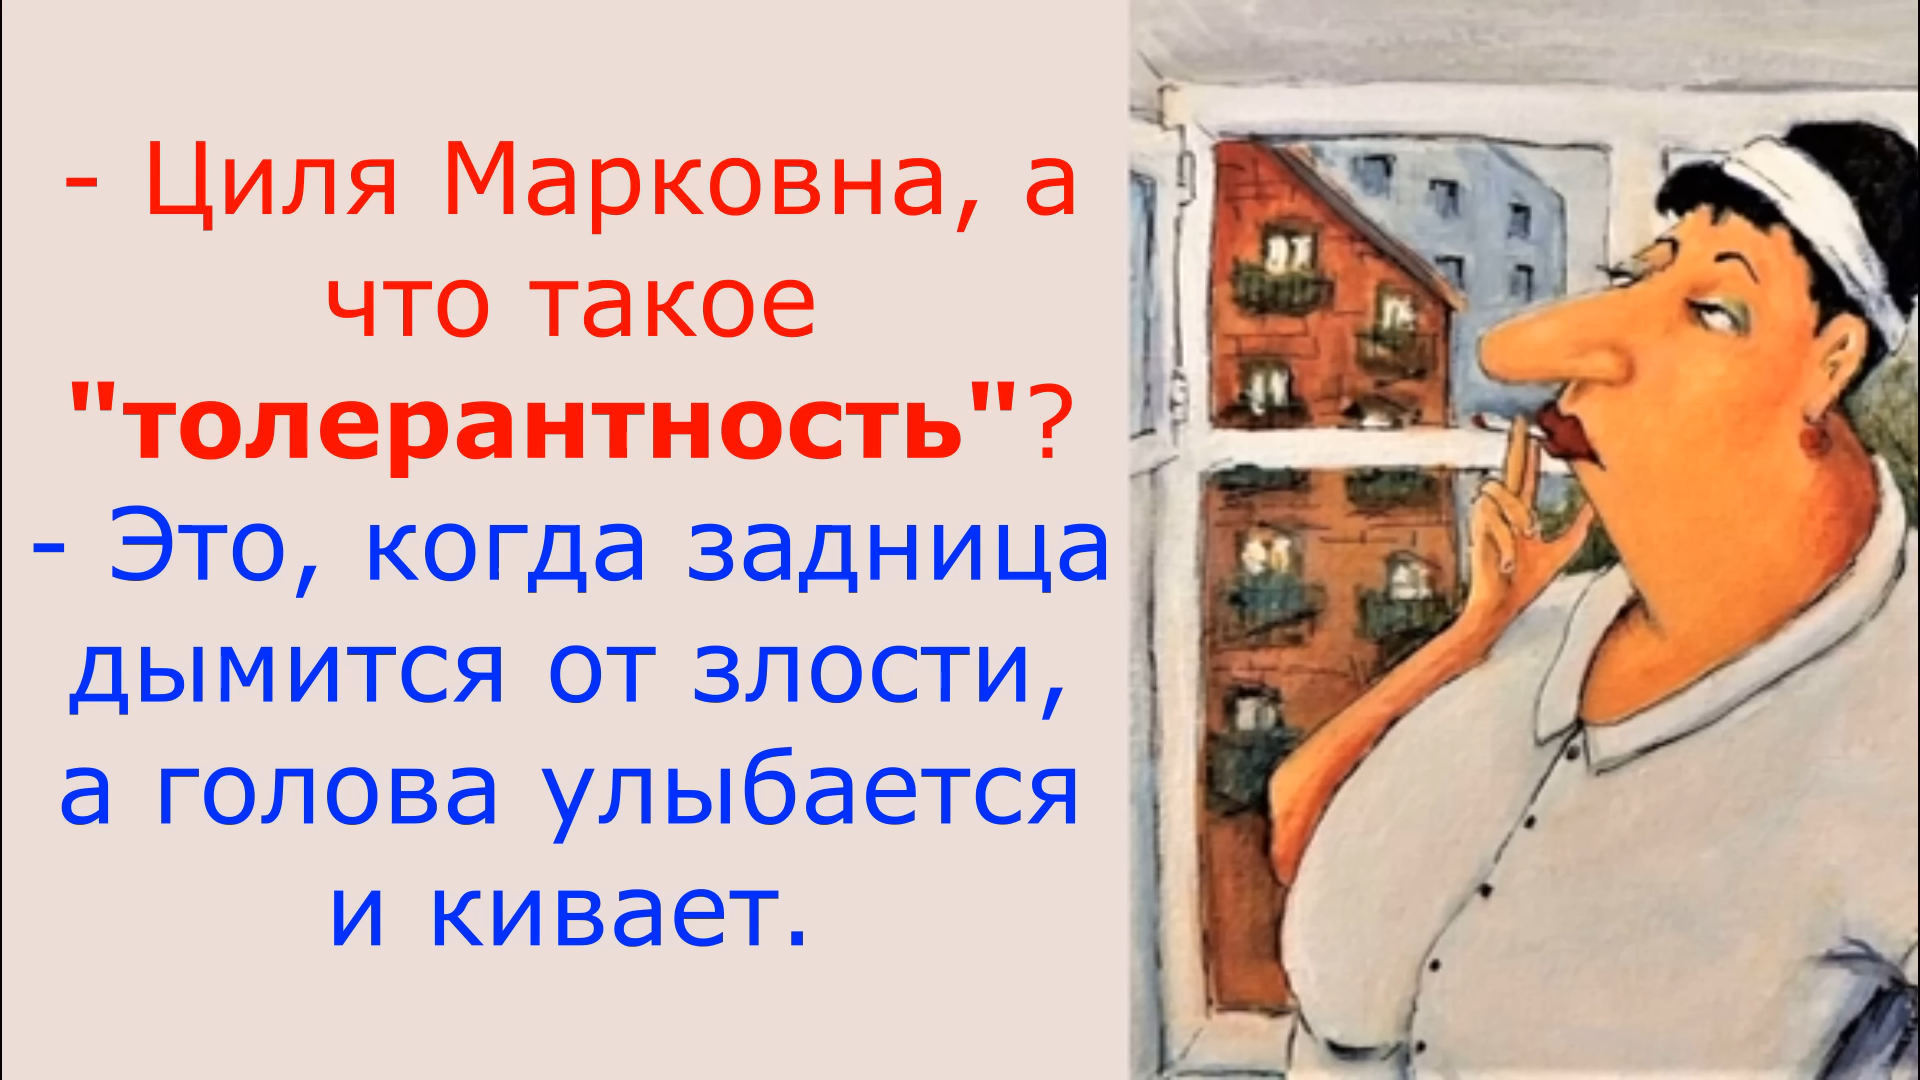 - Циля Марковна, а
что такое
"толерантность"?
- Это, когда задница
дымится от злости,
а голова улыбается
и кивает.